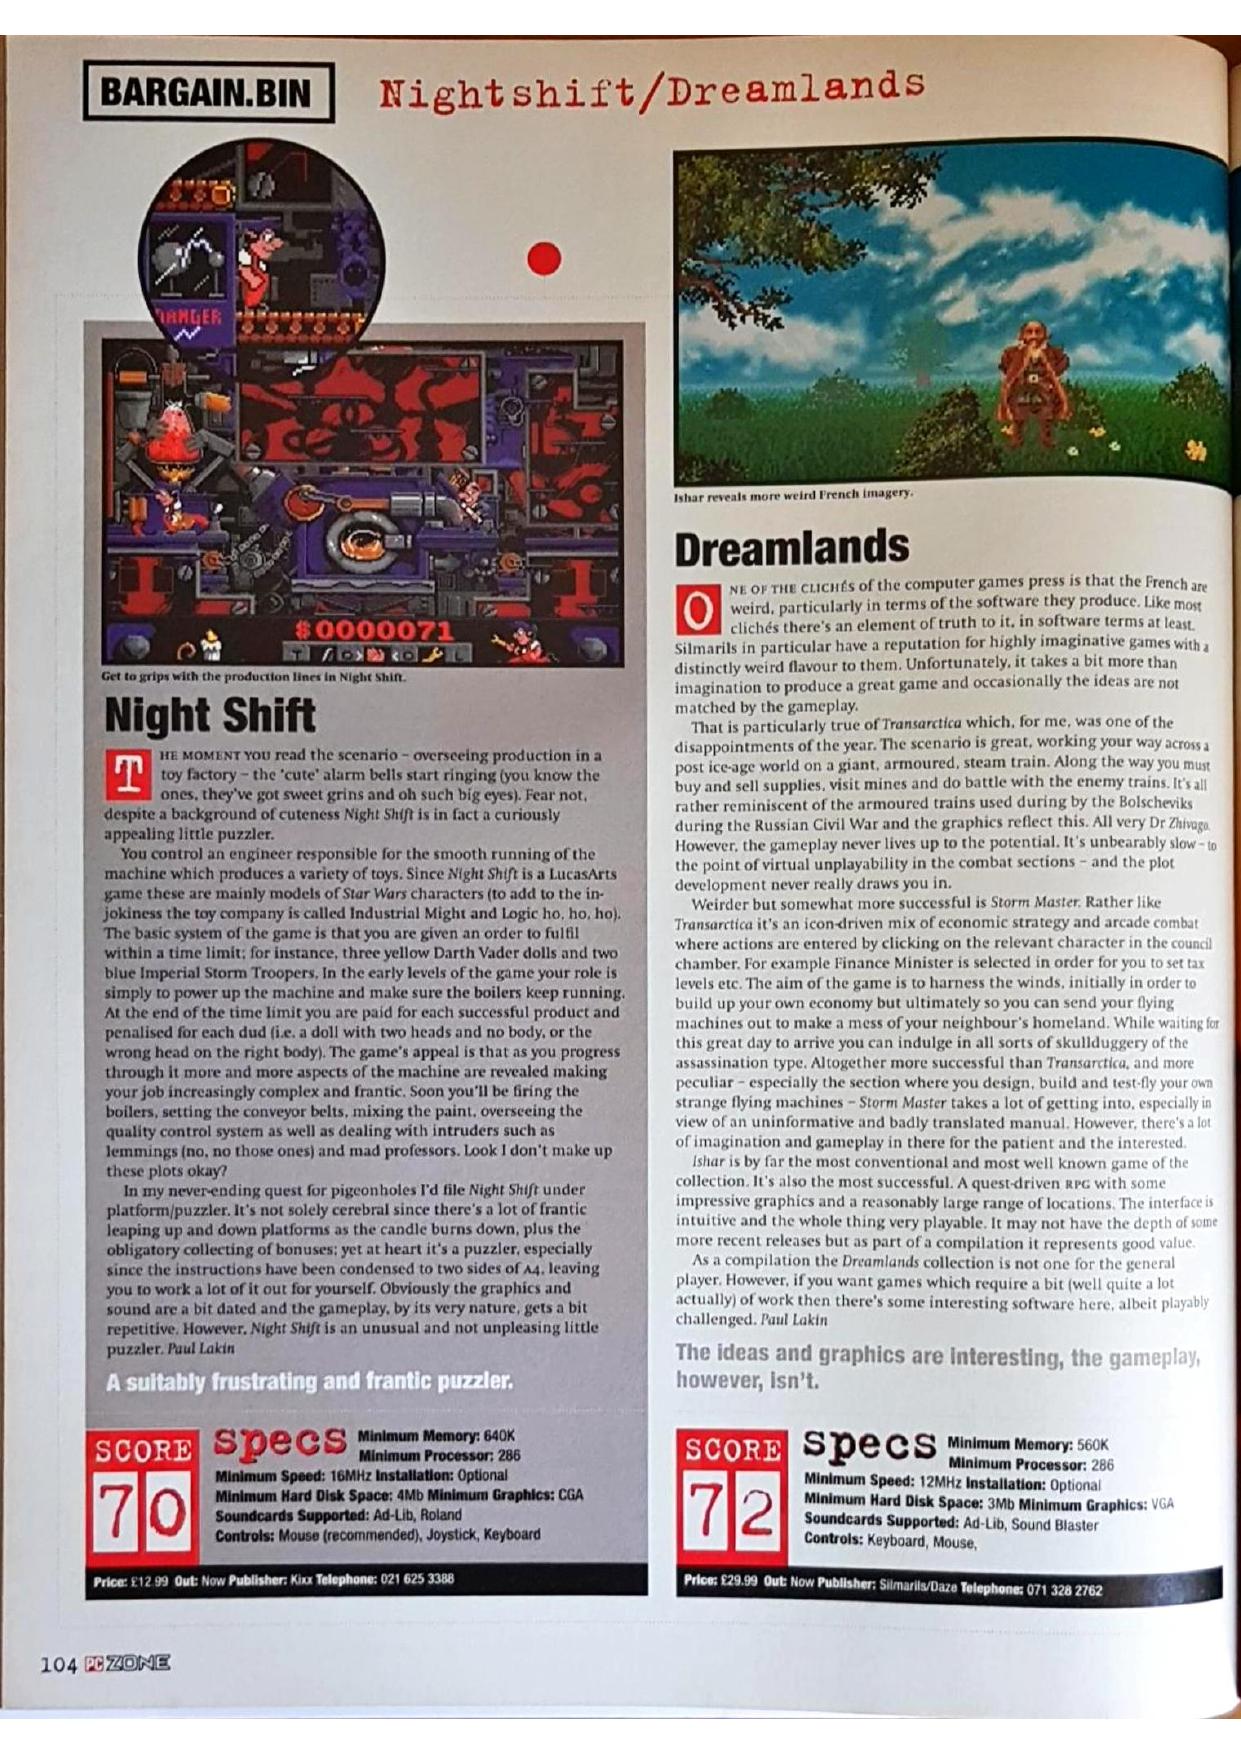 BARGAIN.BIN
Nightshift/Dreamlands
DANGER
$0000071
Get to grips with the production lines in Night Shift.
Night Shift
THE MOMENT YOU read the scenario – overseeing production in a
toy factory – the 'cute' alarm bells start ringing (you know the
ones, they've got sweet grins and oh such big eyes). Fear not,
despite a background of cuteness Night Shift is in fact a curiously
appealing little puzzler.
You control an engineer responsible for the smooth running of the
machine which produces a variety of toys. Since Night Shift is a LucasArts
game these are mainly models of Star Wars characters (to add to the in-
jokiness the toy company is called Industrial Might and Logic ho, ho, ho).
The basic system of the game is that you are given an order to fulfil
within a time limit; for instance, three yellow Darth Vader dolls and two
blue Imperial Storm Troopers. In the early levels of the game your role is
simply to power up the machine and make sure the boilers keep running.
At the end of the time limit you are paid for each successful product and
penalised for each dud (i.e. a doll with two heads and no body, or the
wrong head on the right body). The game's appeal is that as you progress
through it more and more aspects of the machine are revealed making
your job increasingly complex and frantic. Soon you'll be firing the
boilers, setting the conveyor belts, mixing the paint, overseeing the
quality control system as well as dealing with intruders such as
lemmings (no, no those ones) and mad professors. Look I don't make up
these plots okay?
In my never-ending quest for pigeonholes I'd file Night Shift under
platform/puzzler. It's not solely cerebral since there's a lot of frantic
leaping up and down platforms as the candle burns down, plus the
obligatory collecting of bonuses; yet at heart it's a puzzler, especially
since the instructions have been condensed to two sides of A4, leaving
you to work a lot of it out for yourself. Obviously the graphics and
sound are a bit dated and the gameplay, by its very nature, gets a bit
repetitive. However, Night Shift is an unusual and not unpleasing little
puzzler. Paul Lakin
A suitably frustrating and frantic puzzler.
SCORE
70
specs Minimum Memory: 640K
Minimum Processor: 286
Minimum Speed: 16MHz Installation: Optional
Minimum Hard Disk Space: 4Mb Minimum Graphics: CGA
Soundcards Supported: Ad-Lib, Roland
Controls: Mouse (recommended), Joystick, Keyboard
Price: £12.99 Out: Now Publisher: Kixx Telephone: 021 625 3388
Ishar reveals more weird French imagery.
Dreamlands
ONE OF THE CLICHÉS of the computer games press is that the French are
weird, particularly in terms of the software they produce. Like most
clichés there's an element of truth to it, in software terms at least.
Silmarils in particular have a reputation for highly imaginative games with a
distinctly weird flavour to them. Unfortunately, it takes a bit more than
imagination to produce a great game and occasionally the ideas are not
matched by the gameplay.
That is particularly true of Transarctica which, for me, was one of the
disappointments of the year. The scenario is great, working your way across a
post ice-age world on a giant, armoured, steam train. Along the way you must
buy and sell supplies, visit mines and do battle with the enemy trains. It's all
rather reminiscent of the armoured trains used during by the Bolscheviks
during the Russian Civil War and the graphics reflect this. All very Dr Zhivago.
However, the gameplay never lives up to the potential. It's unbearably slow – to
the point of virtual unplayability in the combat sections – and the plot
development never really draws you in.
Weirder but somewhat more successful is Storm Master. Rather like
Transarctica it's an icon-driven mix of economic strategy and arcade combat
where actions are entered by clicking on the relevant character in the council
chamber. For example Finance Minister is selected in order for you to set tax
levels etc. The aim of the game is to harness the winds, initially in order to
build up your own economy but ultimately so you can send your flying
machines out to make a mess of your neighbour's homeland. While waiting for
this great day to arrive you can indulge in all sorts of skullduggery of the
assassination type. Altogether more successful than Transarctica, and more
peculiar – especially the section where you design, build and test-fly your own
strange flying machines – Storm Master takes a lot of getting into, especially in
view of an uninformative and badly translated manual. However, there's a lot
of imagination and gameplay in there for the patient and the interested.
Ishar is by far the most conventional and most well known game of the
collection. It's also the most successful. A quest-driven RPG with some
impressive graphics and a reasonably large range of locations. The interface is
intuitive and the whole thing very playable. It may not have the depth of some
more recent releases but as part of a compilation it represents good value.
As a compilation the Dreamlands collection is not one for the general
player. However, if you want games which require a bit (well quite a lot
actually) of work then there's some interesting software here, albeit playably
challenged. Paul Lakin
The ideas and graphics are interesting, the gameplay,
however, isn't.
SCORE
72
specs Minimum Memory: 560K
Minimum Processor: 286
Minimum Speed: 12MHz Installation: Optional
Minimum Hard Disk Space: 3Mb Minimum Graphics: VGA
Soundcards Supported: Ad-Lib, Sound Blaster
Controls: Keyboard, Mouse,
Price: £29.99 Out: Now Publisher: Silmarils/Daze Telephone: 071 328 2762
104 PC ZONE